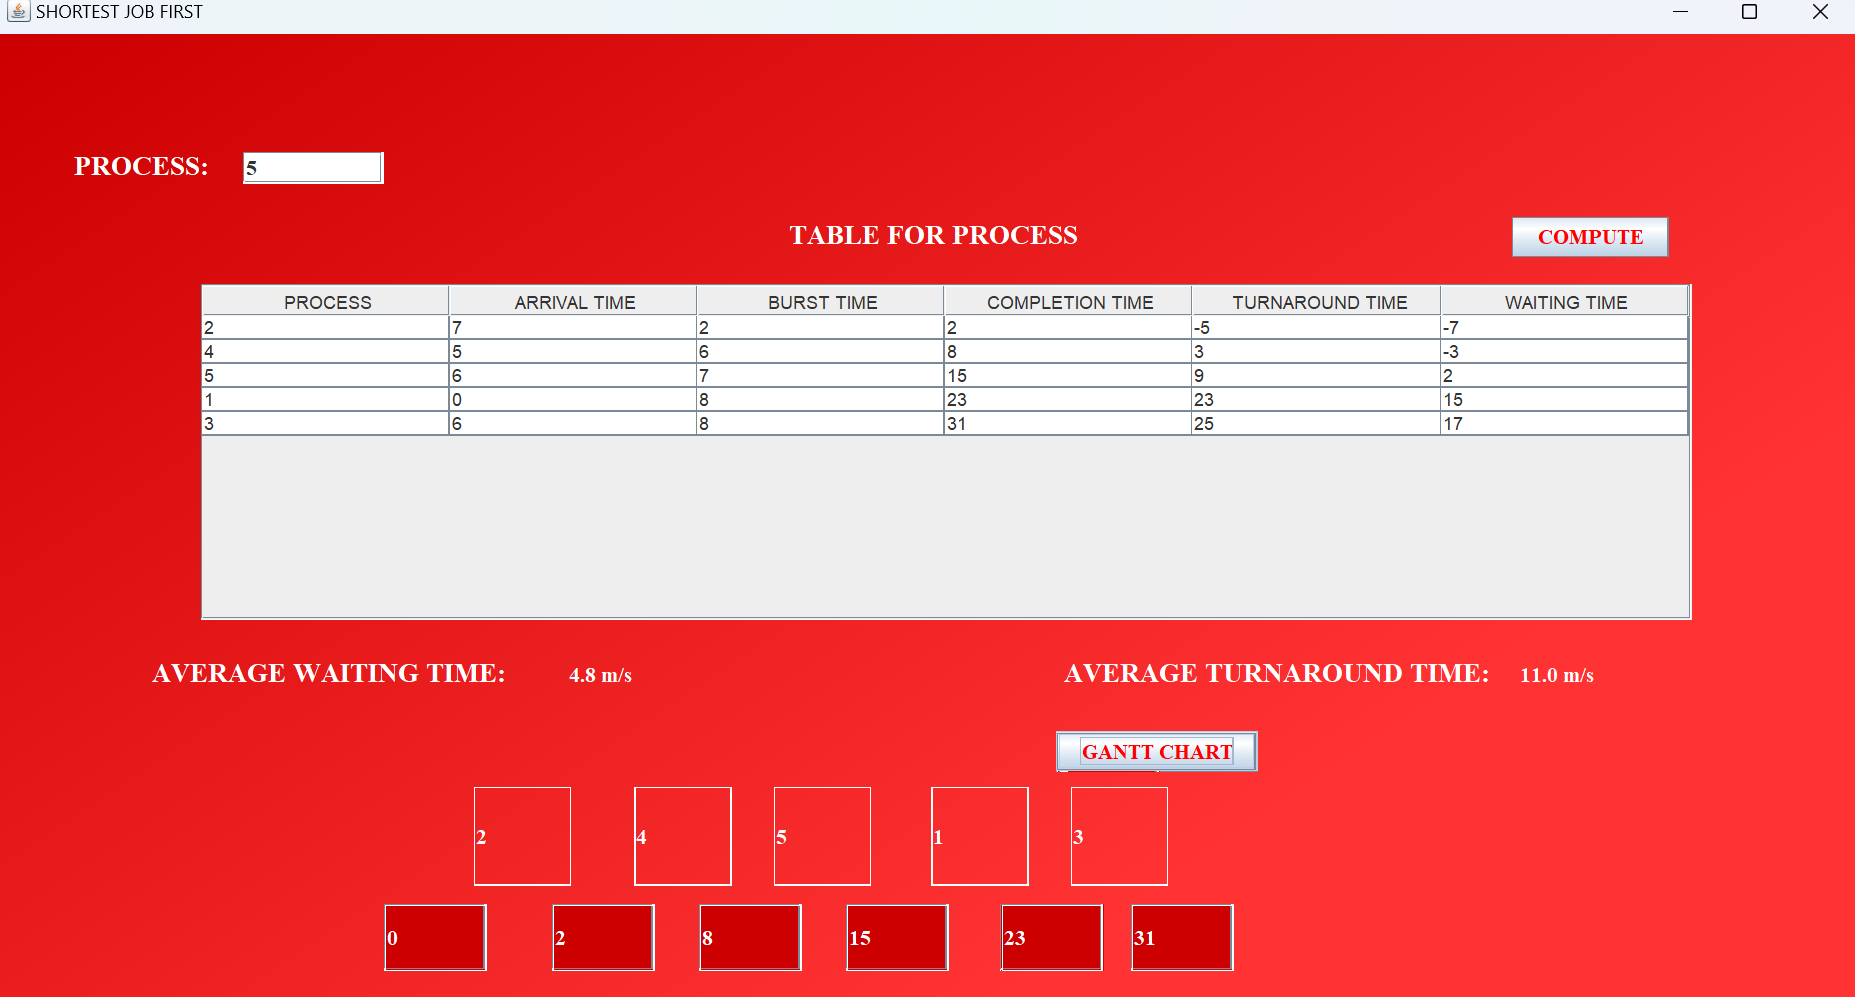 SHORTEST JOB FIRST
PROCESS: 5
TABLE FOR PROCESS
COMPUTE
PROCESS ARRIVAL TIME BURST TIME COMPLETION TIME TURNAROUND TIME WAITING TIME
2 7 2 2 -5 -7
4 5 6 8 3 -3
5 6 7 15 9 2
1 0 8 23 23 15
3 6 8 31 25 17
AVERAGE WAITING TIME: 4.8 m/s AVERAGE TURNAROUND TIME: 11.0 m/s
GANTT CHART
2 4 5 1 3
0 2 8 15 23 31